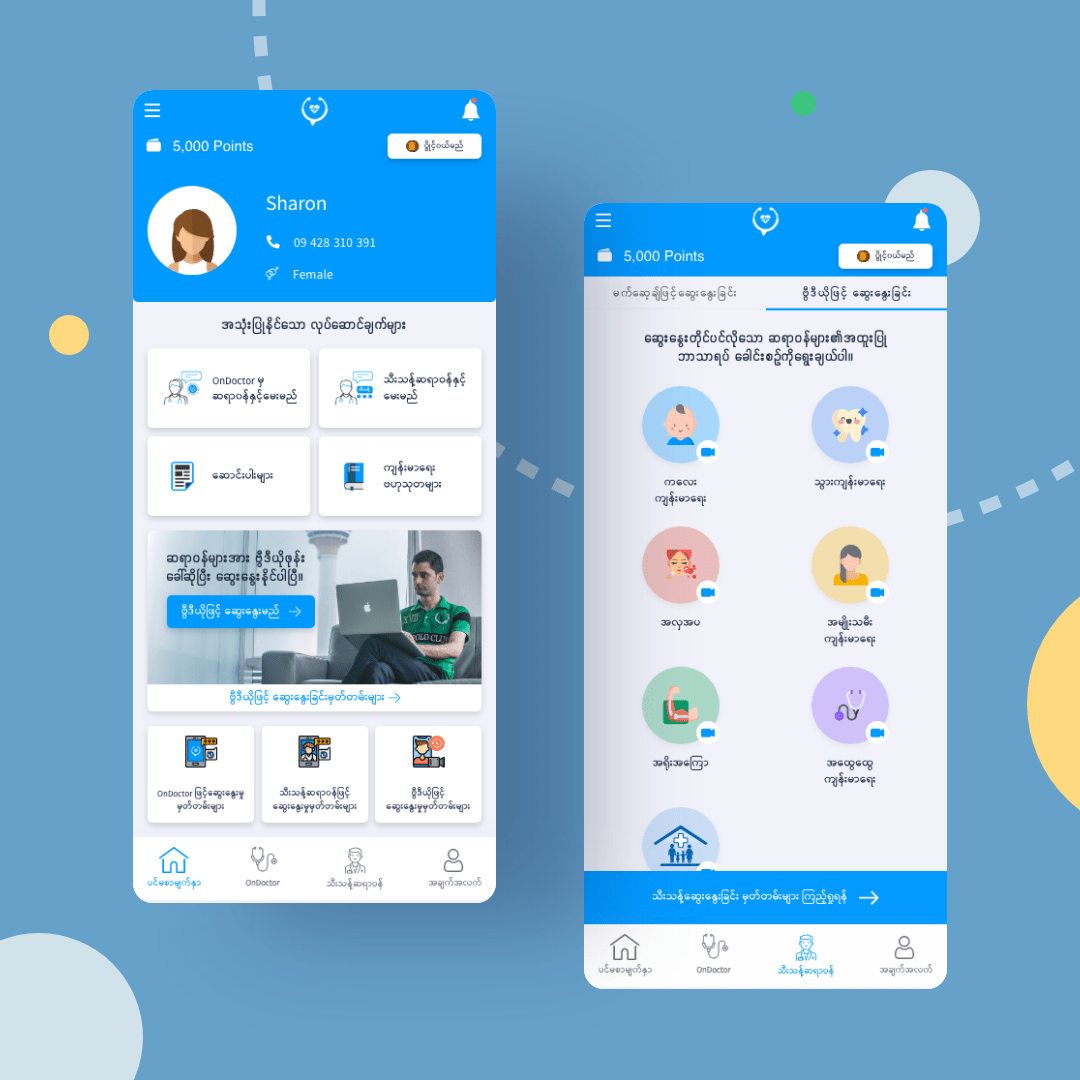 5,000 Points
ပွိုင့်ဝယ်မည်
Sharon
09 428 310 391
Female
အသုံးပြုနိုင်သော လုပ်ဆောင်ချက်များ
OnDoctor မှ
ဆရာဝန်နှင့်မေးမည်
သီးသန့်ဆရာဝန်နှင့်
မေးမည်
ဆောင်းပါးများ
ကျန်းမာရေး
ဗဟုသုတများ
ဆရာဝန်များအား ဗွီဒီယိုဖုန်း
ခေါ်ဆိုပြီး ဆွေးနွေးနိုင်ပါပြီ။
ဗွီဒီယိုဖြင့် ဆွေးနွေးမည်
POLO CLUB
ဗွီဒီယိုဖြင့် ဆွေးနွေးခြင်းမှတ်တမ်းများ
OnDoctor ဖြင့်ဆွေးနွေးမှု
မှတ်တမ်းများ
သီးသန့်ဆရာဝန်ဖြင့်
ဆွေးနွေးမှုမှတ်တမ်းများ
ဗွီဒီယိုဖြင့်
ဆွေးနွေးမှုမှတ်တမ်းများ
ပင်မစာမျက်နှာ
OnDoctor
သီးသန့်ဆရာဝန်
အချက်အလက်
5,000 Points
ပွိုင့်ဝယ်မည်
မက်ဆေ့ချ်ဖြင့် ဆွေးနွေးခြင်း
ဗွီဒီယိုဖြင့် ဆွေးနွေးခြင်း
ဆွေးနွေးတိုင်ပင်လိုသော ဆရာဝန်များ၏အထူးပြု
ဘာသာရပ် ခေါင်းစဉ်ကိုရွေးချယ်ပါ။
ကလေး
ကျန်းမာရေး
သွားကျန်းမာရေး
အလှအပ
အမျိုးသမီး
ကျန်းမာရေး
အရိုးအကြော
အထွေထွေ
ကျန်းမာရေး
သီးသန့်ဆွေးနွေးခြင်း မှတ်တမ်းများ ကြည့်ရှုရန်
ပင်မစာမျက်နှာ
OnDoctor
သီးသန့်ဆရာဝန်
အချက်အလက်